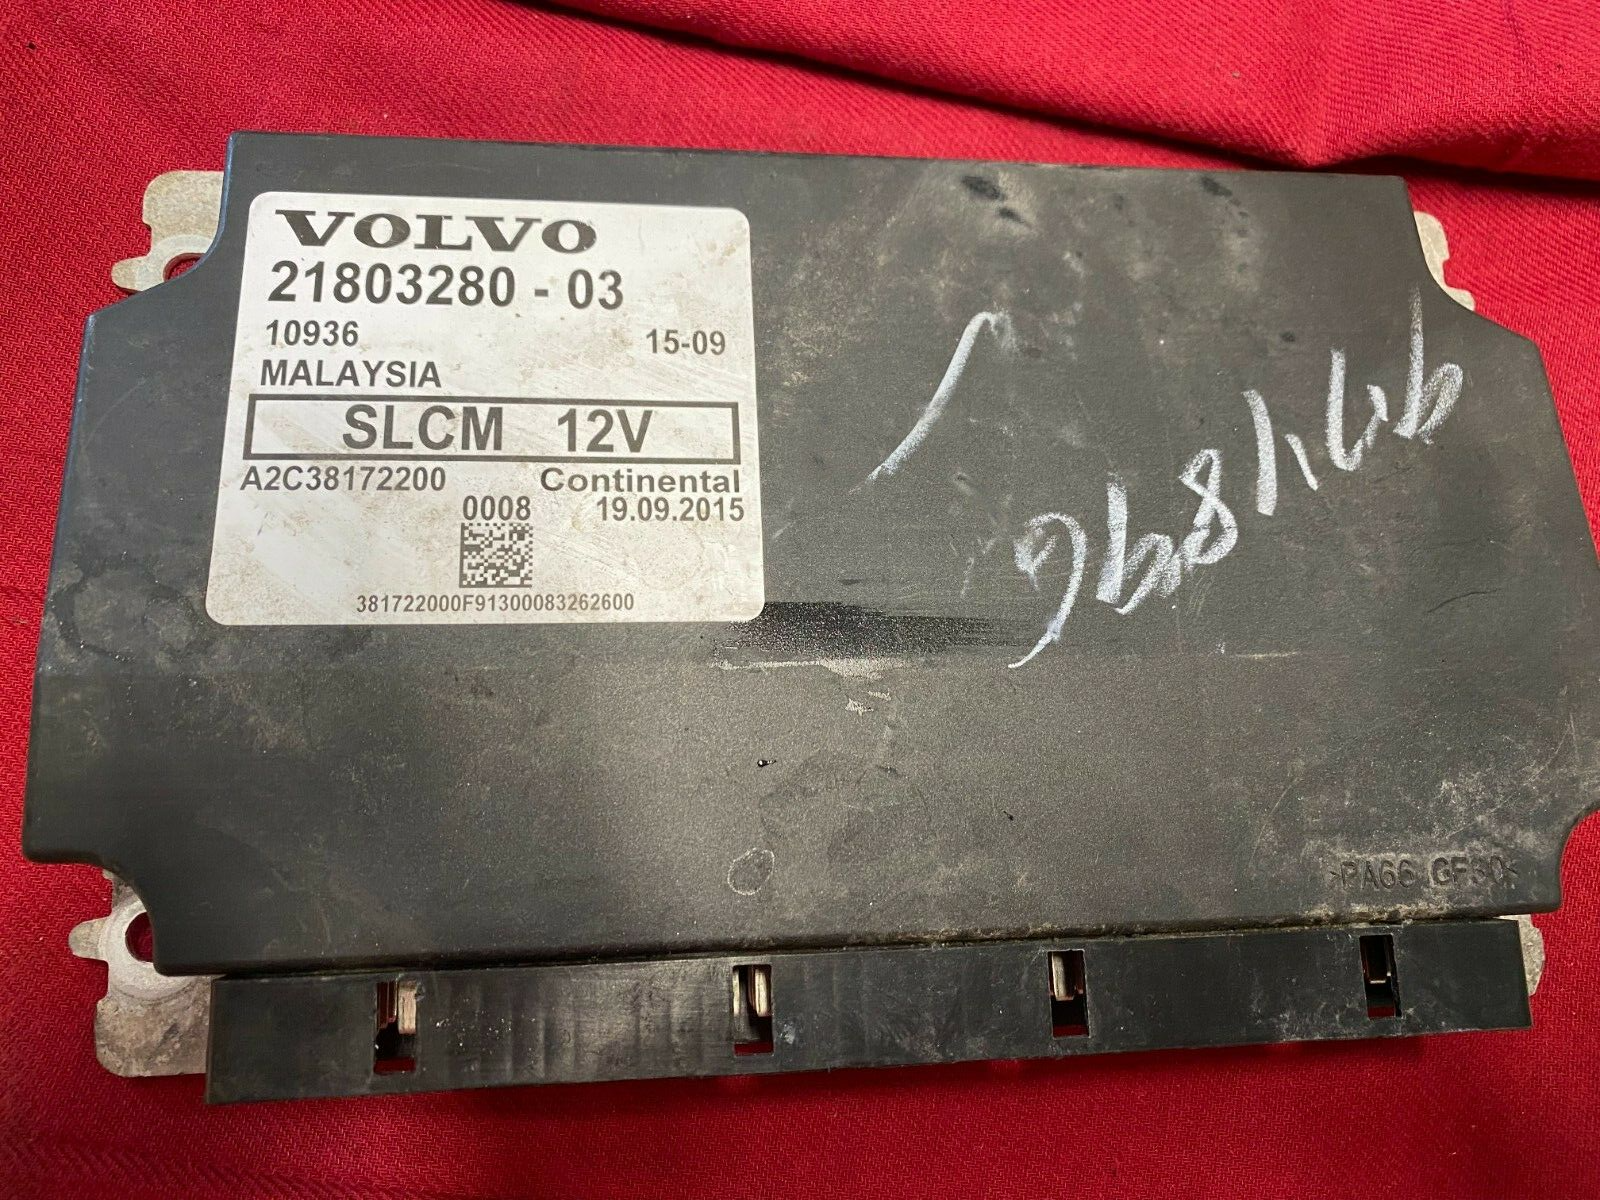 VOLVO
21803280 - 03
10936 15-09
MALAYSIA
SLCM 12V
A2C38172200 Continental
0008 19.09.2015
381722000F91300083262600
>PA66 GF30<